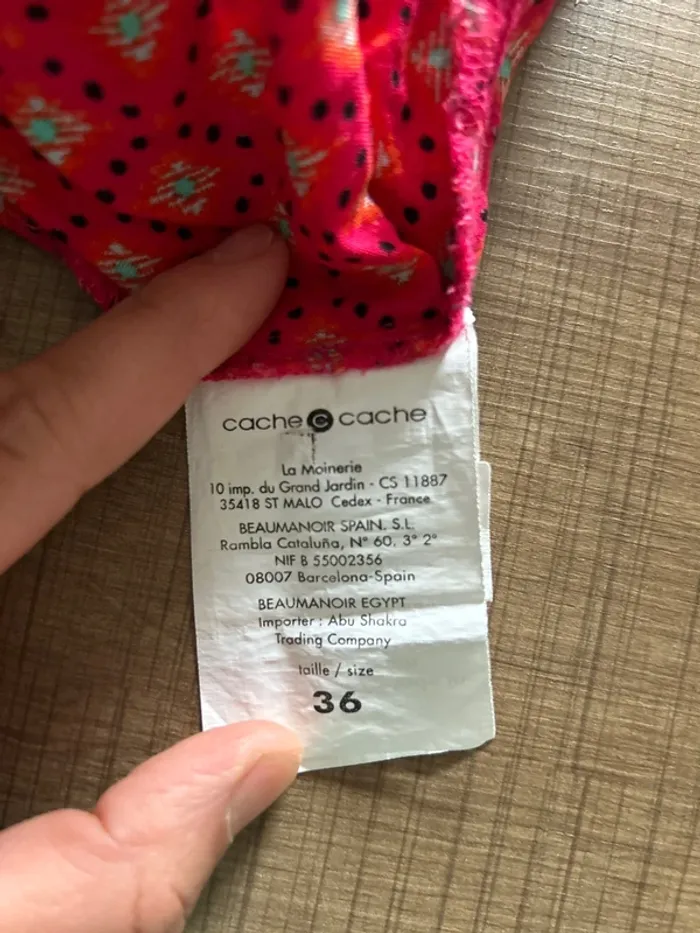 cache c cache
La Moinerie
10 imp. du Grand Jardin - CS 11887
35418 ST MALO Cedex - France
BEAUMANOIR SPAIN. S.L.
Rambla Cataluña, N° 60. 3° 2°
NIF B 55002356
08007 Barcelona-Spain
BEAUMANOIR EGYPT
Importer : Abu Shakra
Trading Company
taille / size
36